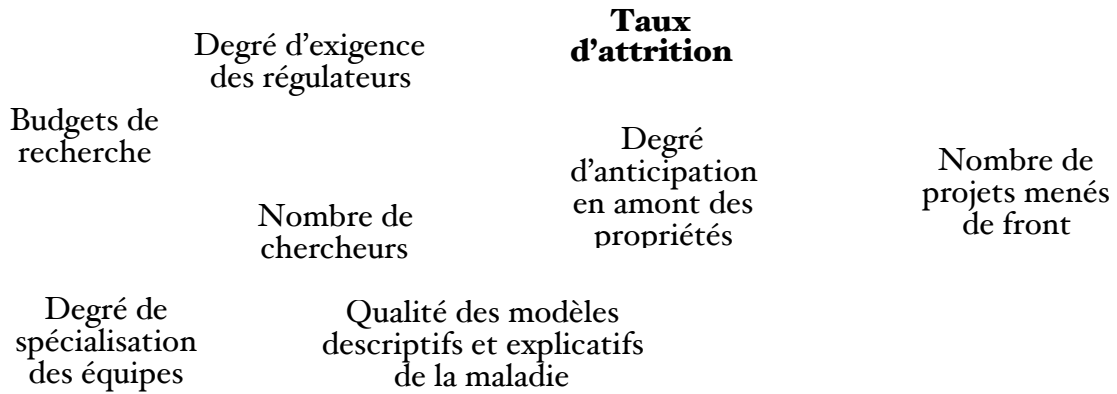 Taux
d’attrition
Degré d’exigence
des régulateurs
Budgets de
recherche
Degré
d’anticipation
en amont des
propriétés
Nombre de
projets menés
de front
Nombre de
chercheurs
Degré de
spécialisation
des équipes
Qualité des modèles
descriptifs et explicatifs
de la maladie